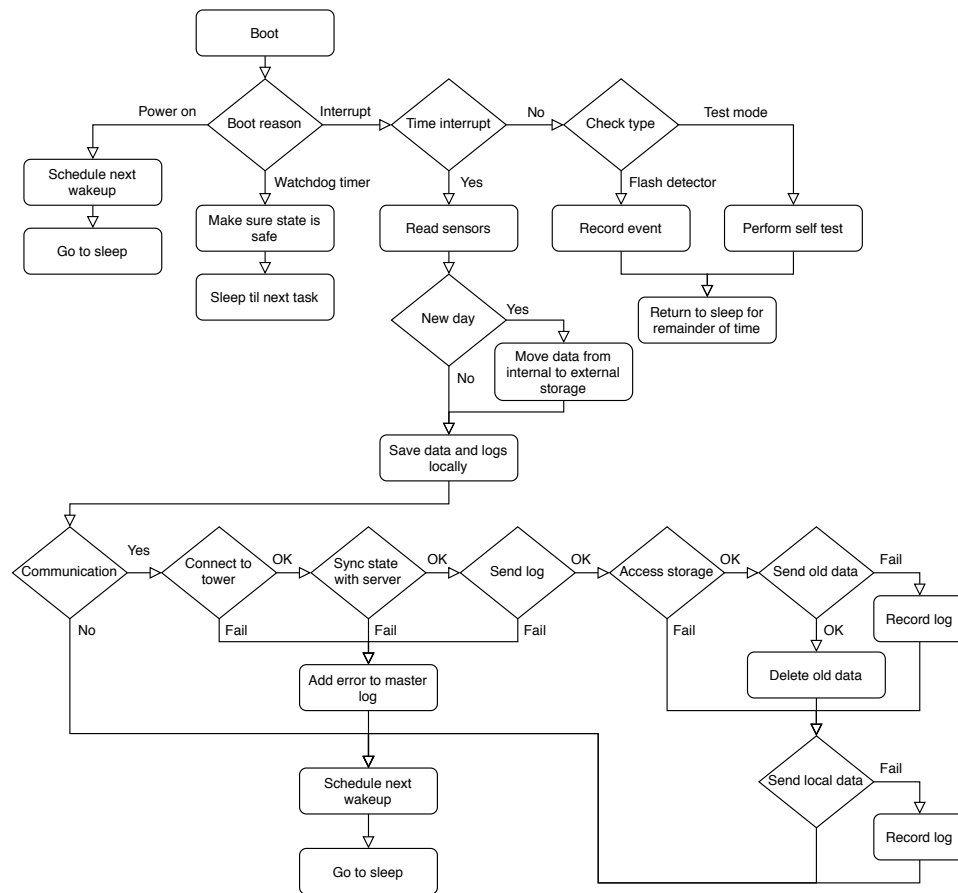 Boot
Power on
Boot reason
Interrupt
Time interrupt
No
Check type
Test mode
Schedule next
wakeup
Watchdog timer
Yes
Flash detector
Go to sleep
Make sure state is
safe
Read sensors
Record event
Perform self test
Sleep til next task
New day
Yes
Return to sleep for
remainder of time
No
Move data from
internal to external
storage
Save data and logs
locally
Communication
Yes
Connect to
tower
OK
Sync state
with server
OK
Send log
OK
Access storage
OK
Send old data
Fail
No
Fail
Fail
Fail
Fail
OK
Record log
Add error to master
log
Delete old data
Schedule next
wakeup
Send local data
Fail
Go to sleep
Record log